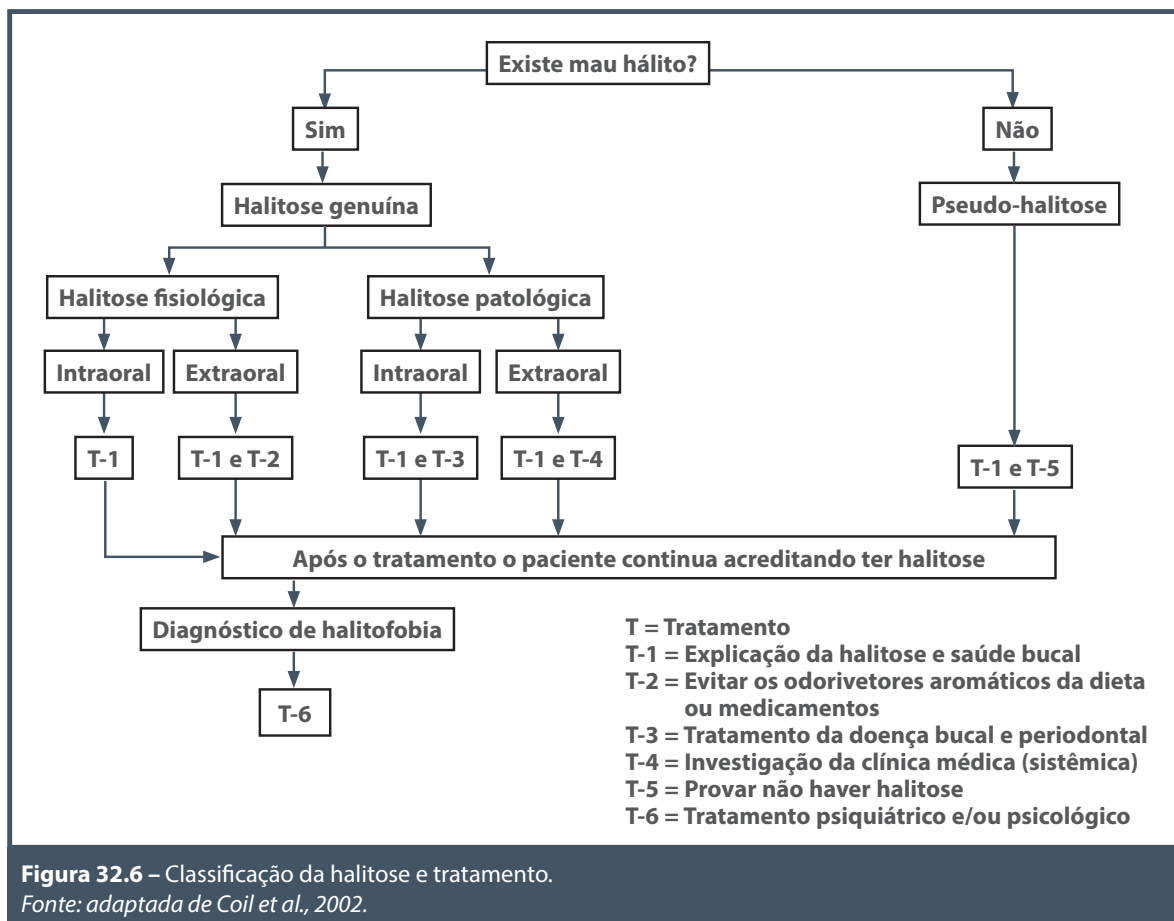 Existe mau hálito?
Sim
Não
Halitose genuína
Pseudo-halitose
Halitose fisiológica
Halitose patológica
Intraoral
Extraoral
Intraoral
Extraoral
T-1
T-1 e T-2
T-1 e T-3
T-1 e T-4
T-1 e T-5
Após o tratamento o paciente continua acreditando ter halitose
Diagnóstico de halitofobia
T-6
T = Tratamento
T-1 = Explicação da halitose e saúde bucal
T-2 = Evitar os odorivetores aromáticos da dieta
ou medicamentos
T-3 = Tratamento da doença bucal e periodontal
T-4 = Investigação da clínica médica (sistêmica)
T-5 = Provar não haver halitose
T-6 = Tratamento psiquiátrico e/ou psicológico
Figura 32.6 – Classificação da halitose e tratamento.
Fonte: adaptada de Coil et al., 2002.